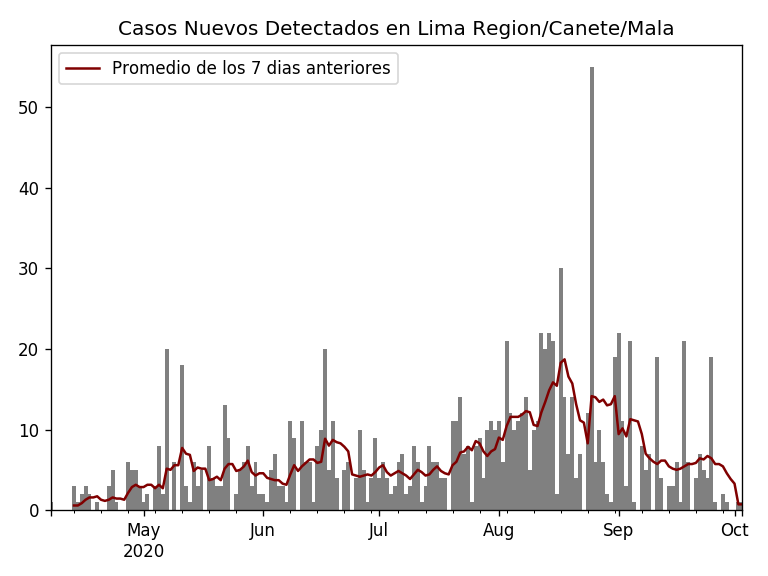 Casos Nuevos Detectados en Lima Region/Canete/Mala
Promedio de los 7 dias anteriores
50
40
30
20
10
0
May Jun Jul Aug Sep Oct
2020